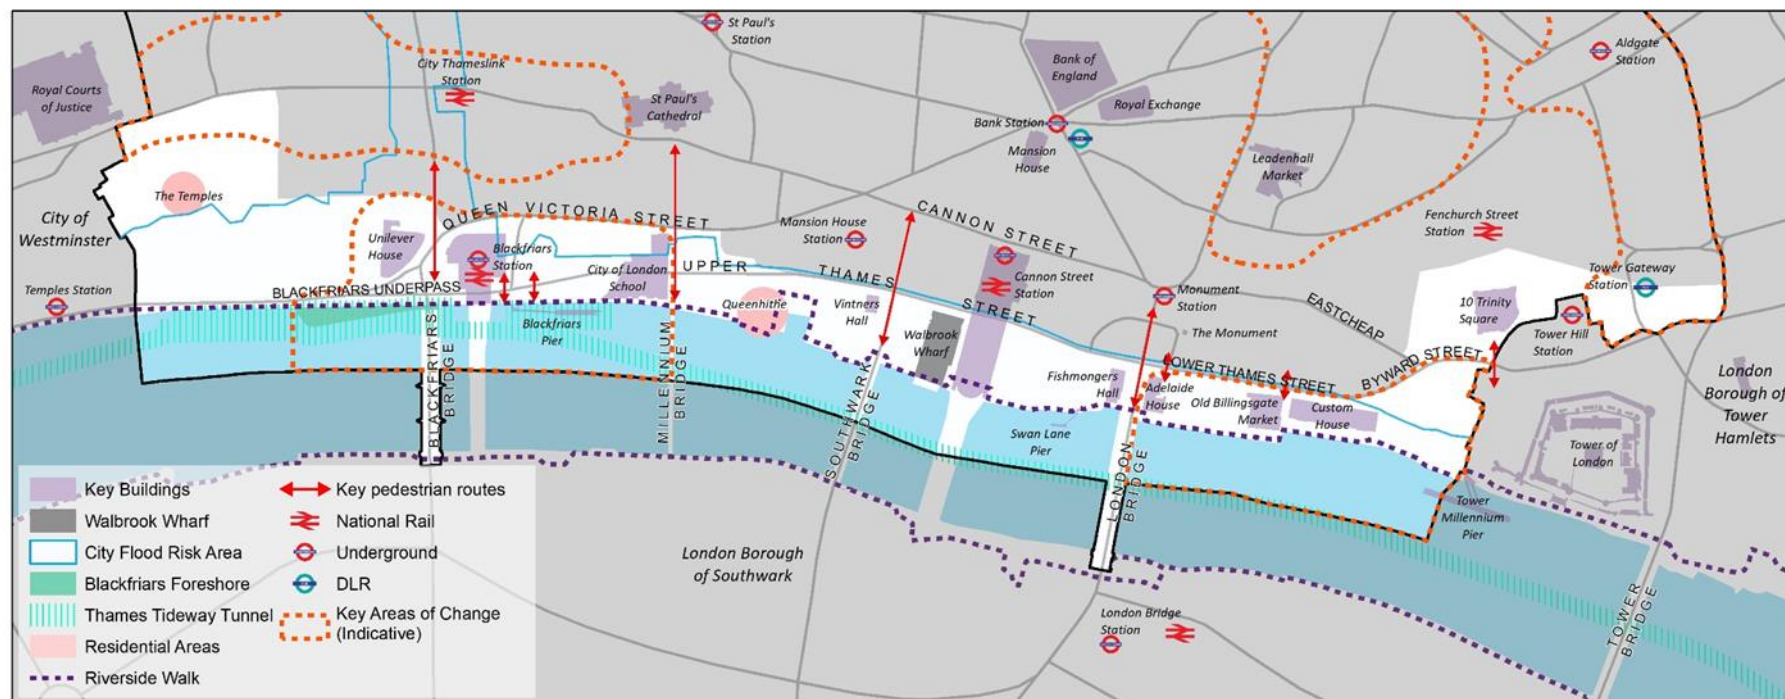 St Paul's
Station
Aldgate
Station
City Thameslink
Station
Bank of
England
Royal Courts
of Justice
St Paul's
Cathedral
Royal Exchange
Bank Station
Mansion
House
Leadenhall
Market
The Temples
City of
Westminster
QUEEN VICTORIA STREET
CANNON STREET
Mansion House
Station
Fenchurch Street
Station
Unilever
House
Blackfriars
Station
City of London
School
UPPER THAMES STREET
Cannon Street
Station
Tower Gateway
Station
Temples Station
BLACKFRIARS UNDERPASS
Queenhithe
Vintners
Hall
Monument
Station
EASTCHEAP
10 Trinity
Square
Blackfriars
Pier
Walbrook
Wharf
The Monument
Tower Hill
Station
BLACKFRIARS
BRIDGE
MILLENNIUM
BRIDGE
SOUTHWARK
BRIDGE
LOWER THAMES STREET
BYWARD STREET
Fishmongers
Hall
Adelaide
House
Old Billingsgate
Market
Custom
House
London
Borough of
Tower
Hamlets
Swan Lane
Pier
LONDON
BRIDGE
Tower of
London
Tower
Millennium
Pier
London Borough
of Southwark
London Bridge
Station
TOWER
BRIDGE
Key Buildings
Walbrook Wharf
City Flood Risk Area
Blackfriars Foreshore
Thames Tideway Tunnel
Residential Areas
Riverside Walk
Key pedestrian routes
National Rail
Underground
DLR
Key Areas of Change
(Indicative)